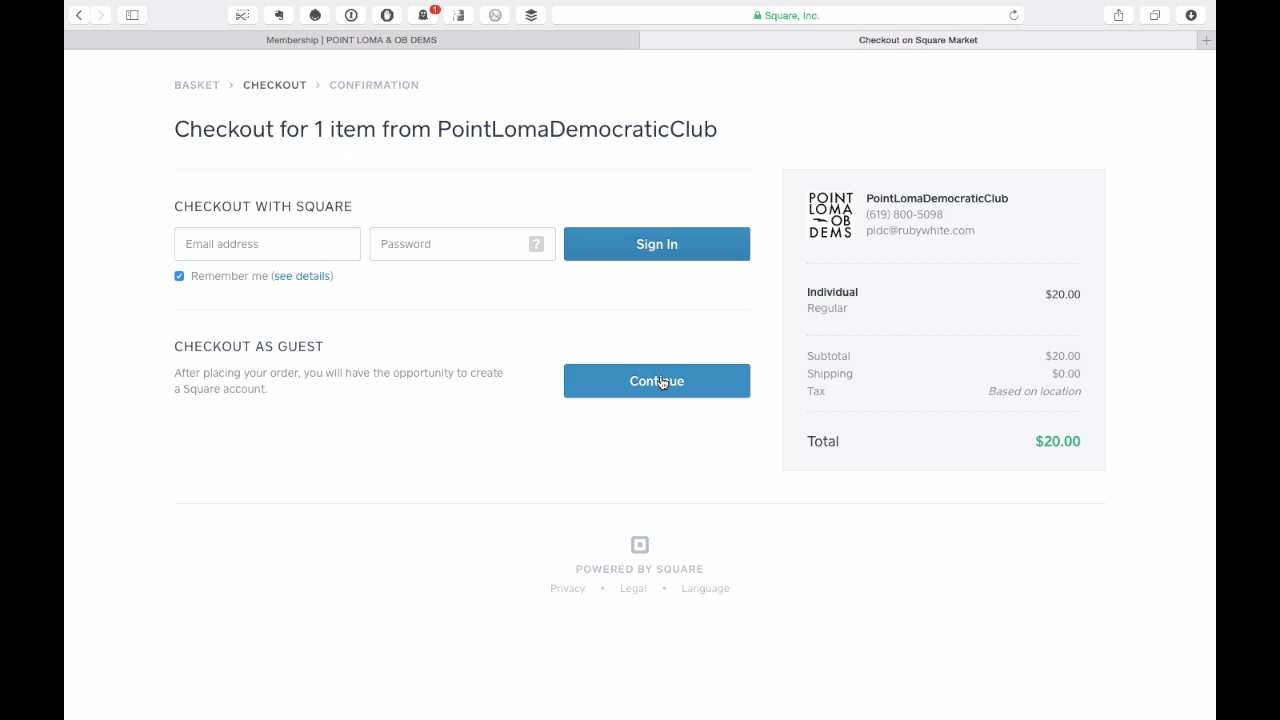 1
Square, Inc.
Membership | POINT LOMA & OB DEMS
Checkout on Square Market
BASKET › CHECKOUT › CONFIRMATION
Checkout for 1 item from PointLomaDemocraticClub
CHECKOUT WITH SQUARE
Email address
Password
?
Sign In
Remember me (see details)
CHECKOUT AS GUEST
After placing your order, you will have the opportunity to create
a Square account.
Continue
POINT
LOMA
OB
DEMS
PointLomaDemocraticClub
(619) 800-5098
pldc@rubywhite.com
Individual $20.00
Regular
Subtotal $20.00
Shipping $0.00
Tax Based on location
Total $20.00
POWERED BY SQUARE
Privacy • Legal • Language